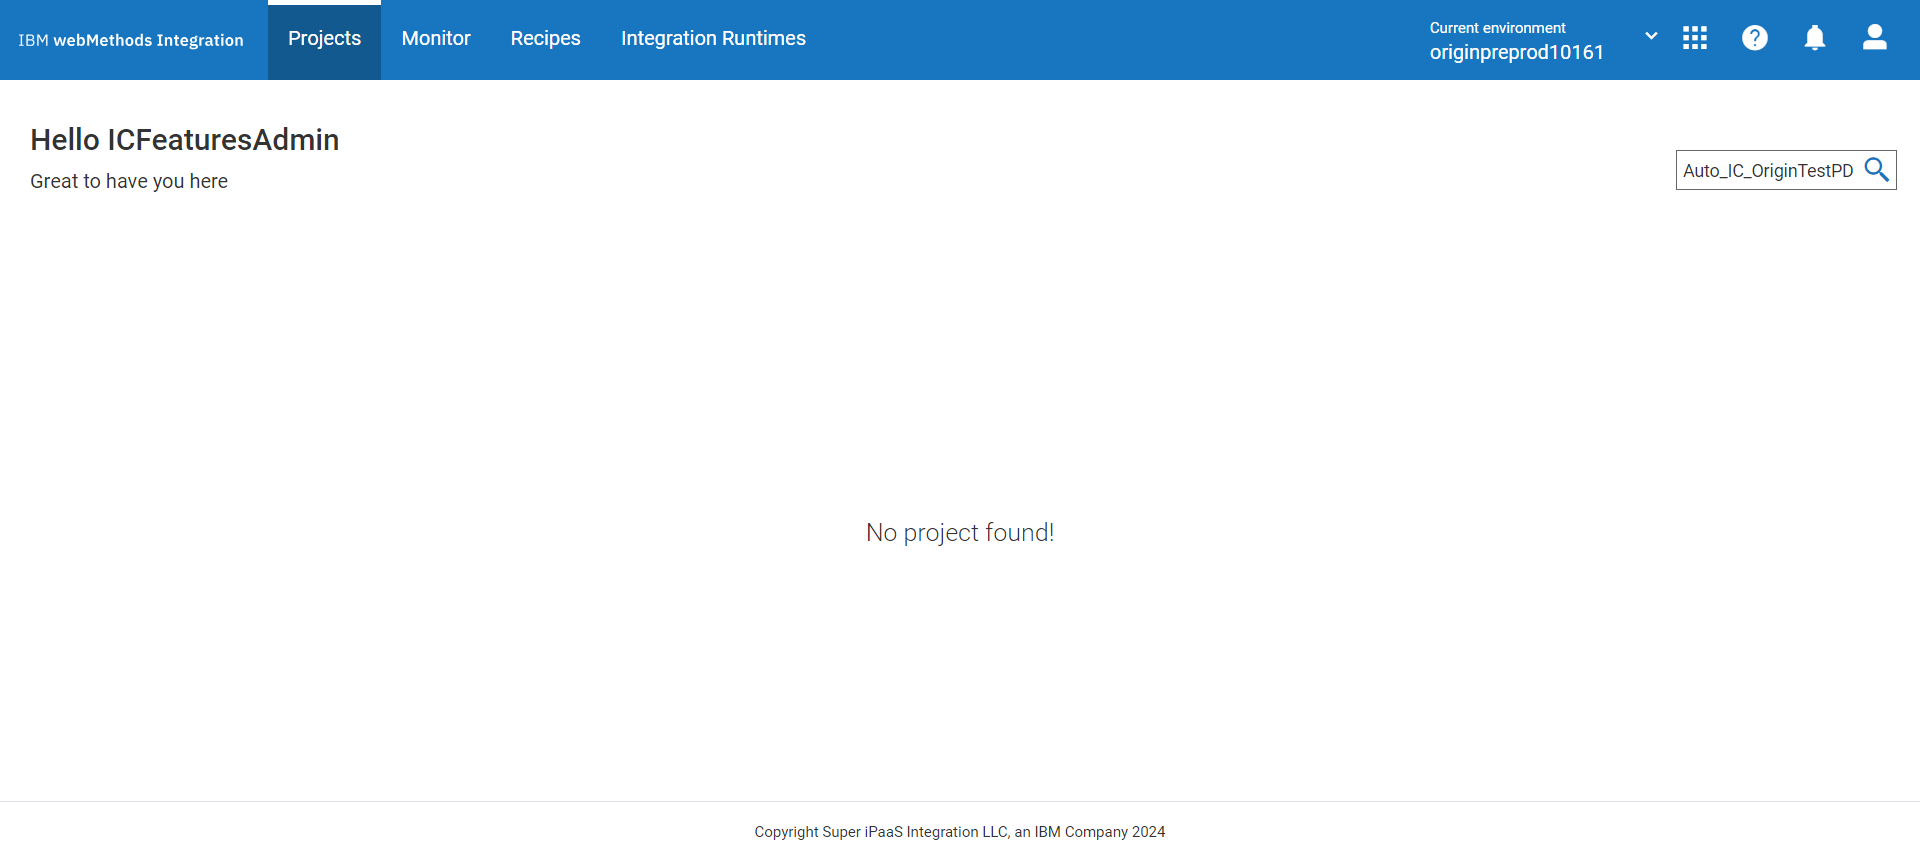 IBM webMethods Integration
Projects
Monitor
Recipes
Integration Runtimes
Current environment
originpreprod10161
Hello ICFeaturesAdmin
Great to have you here
Auto_IC_OriginTestPD
No project found!
Copyright Super iPaaS Integration LLC, an IBM Company 2024